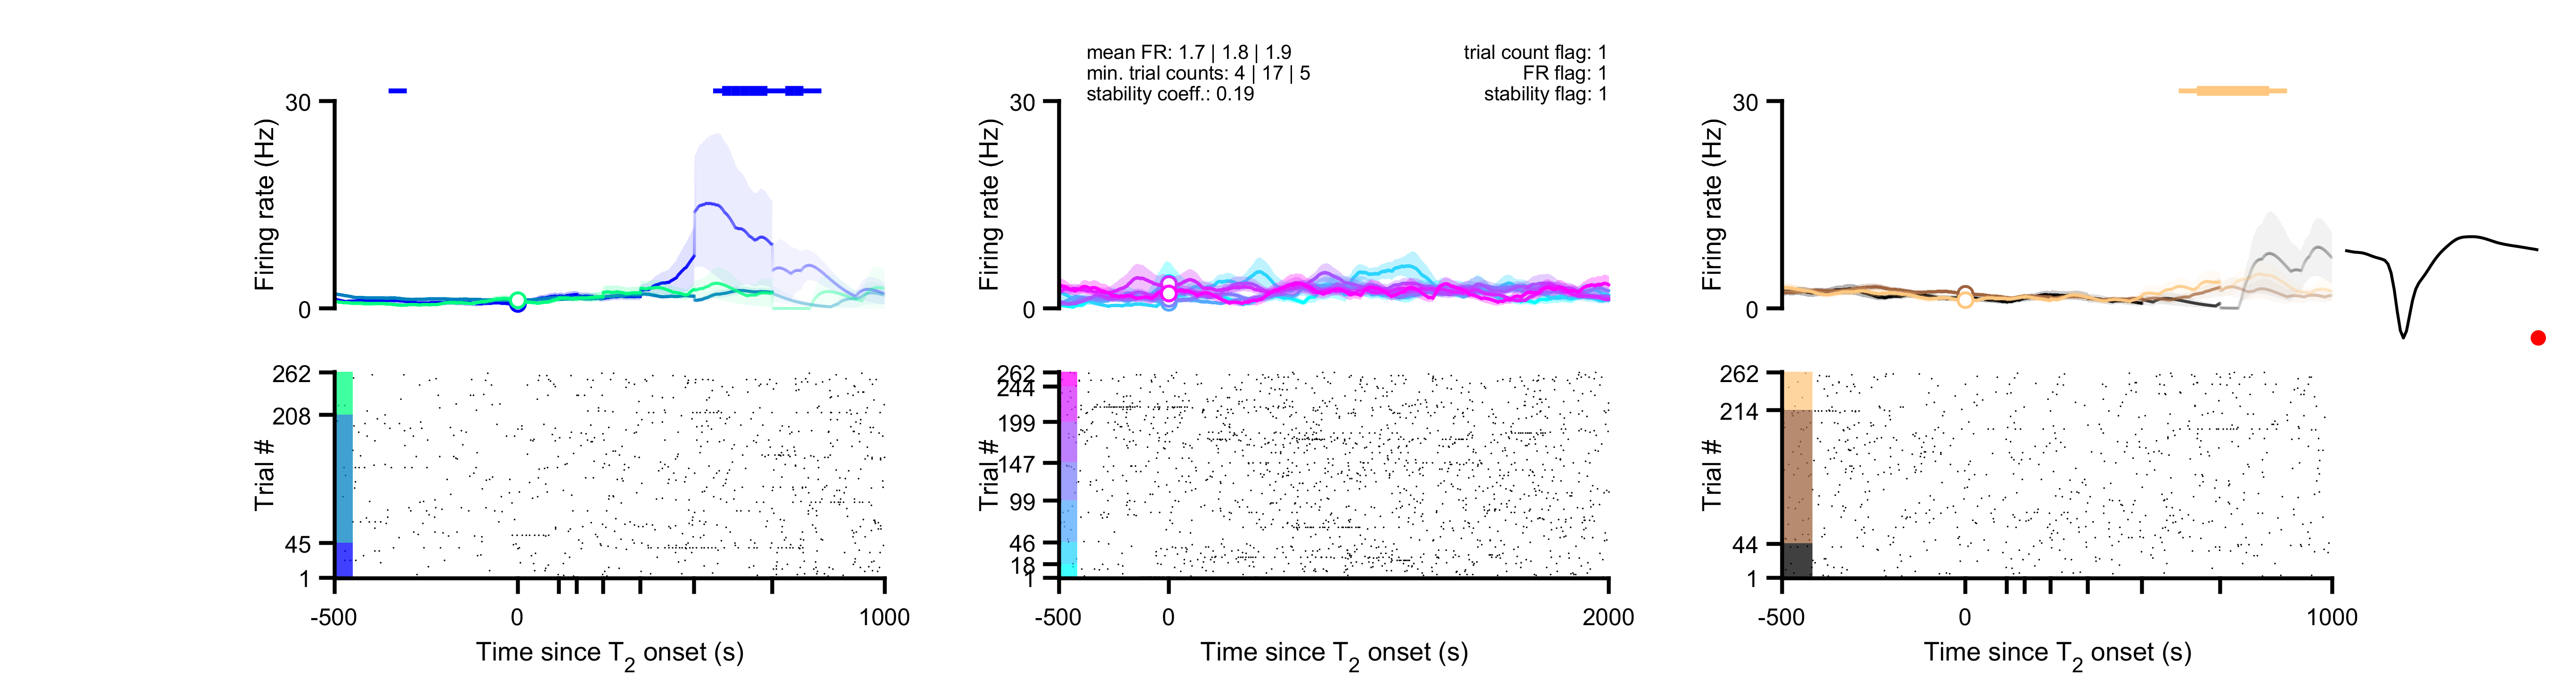 mean FR: 1.7 | 1.8 | 1.9
min. trial counts: 4 | 17 | 5
stability coeff.: 0.19
trial count flag: 1
FR flag: 1
stability flag: 1
30
0
Firing rate (Hz)
30
0
Firing rate (Hz)
30
0
Firing rate (Hz)
262
208
45
1
Trial #
-500
0
1000
Time since T2 onset (s)
262
244
199
147
99
46
18
1
Trial #
-500
0
2000
Time since T2 onset (s)
262
214
44
1
Trial #
-500
0
1000
Time since T2 onset (s)